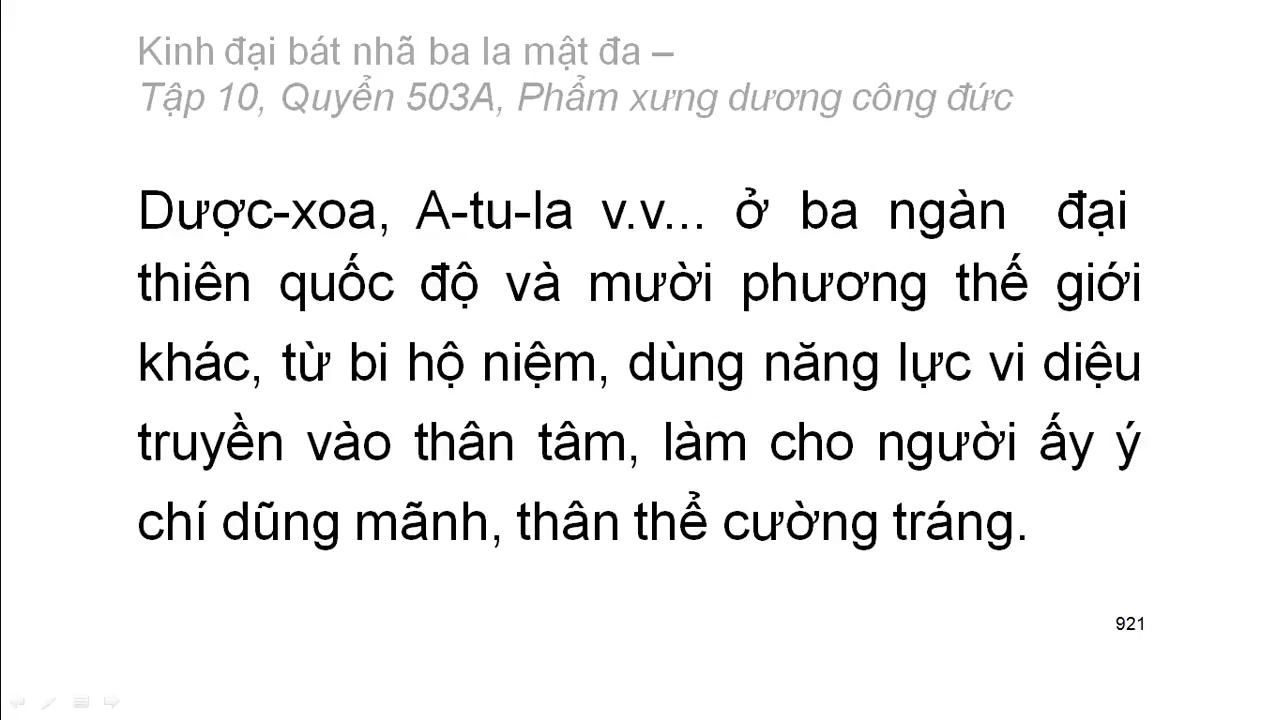 Kinh đại bát nhã ba la mật đa –
Tập 10, Quyển 503A, Phẩm xưng dương công đức
Dược-xoa, A-tu-la v.v... ở ba ngàn đại
thiên quốc độ và mười phương thế giới
khác, từ bi hộ niệm, dùng năng lực vi diệu
truyền vào thân tâm, làm cho người ấy ý
chí dũng mãnh, thân thể cường tráng.
921